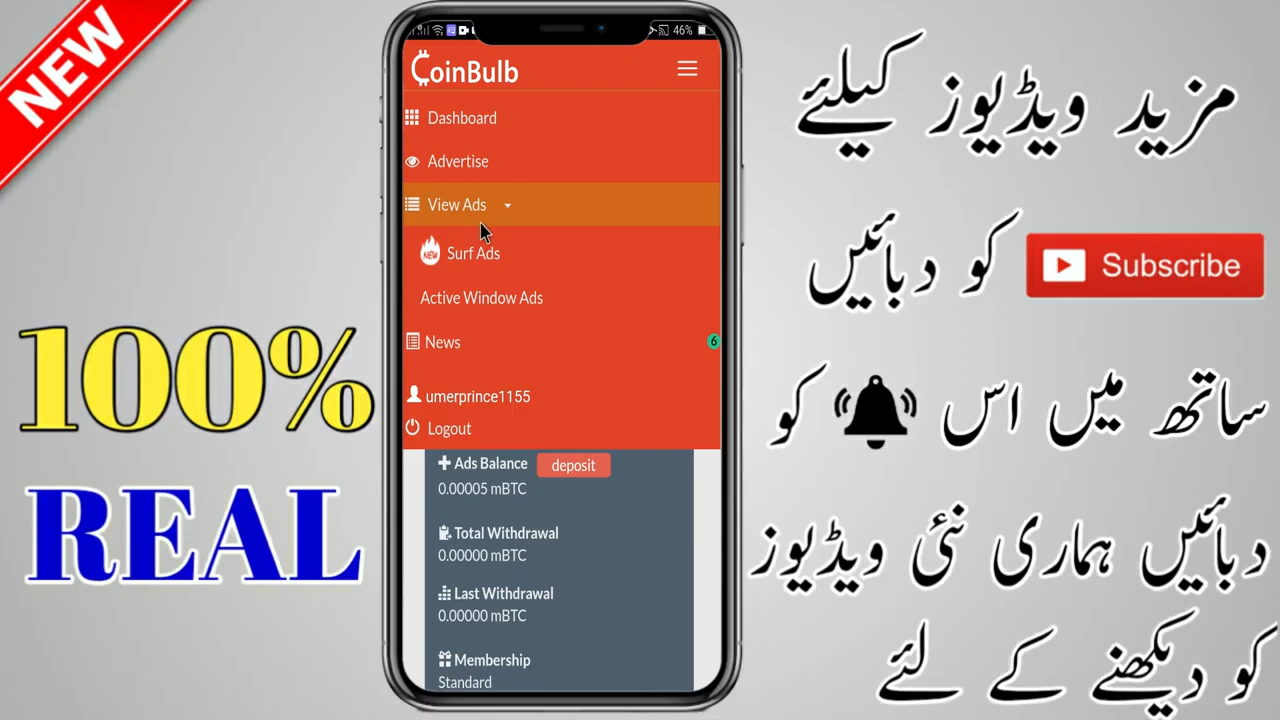 NEW
46%
CoinBulb
Dashboard
Advertise
View Ads
NEW
Surf Ads
Active Window Ads
News
6
umerprince1155
Logout
Ads Balance
deposit
0.00005 mBTC
Total Withdrawal
0.00000 mBTC
Last Withdrawal
0.00000 mBTC
Membership
Standard
100%
REAL
مزید ویڈیوز کیلئے
Subscribe کو دبائیں
ساتھ میں اس کو
دبائیں ہماری نئی ویڈیوز
کو دیکھنے کے لئے